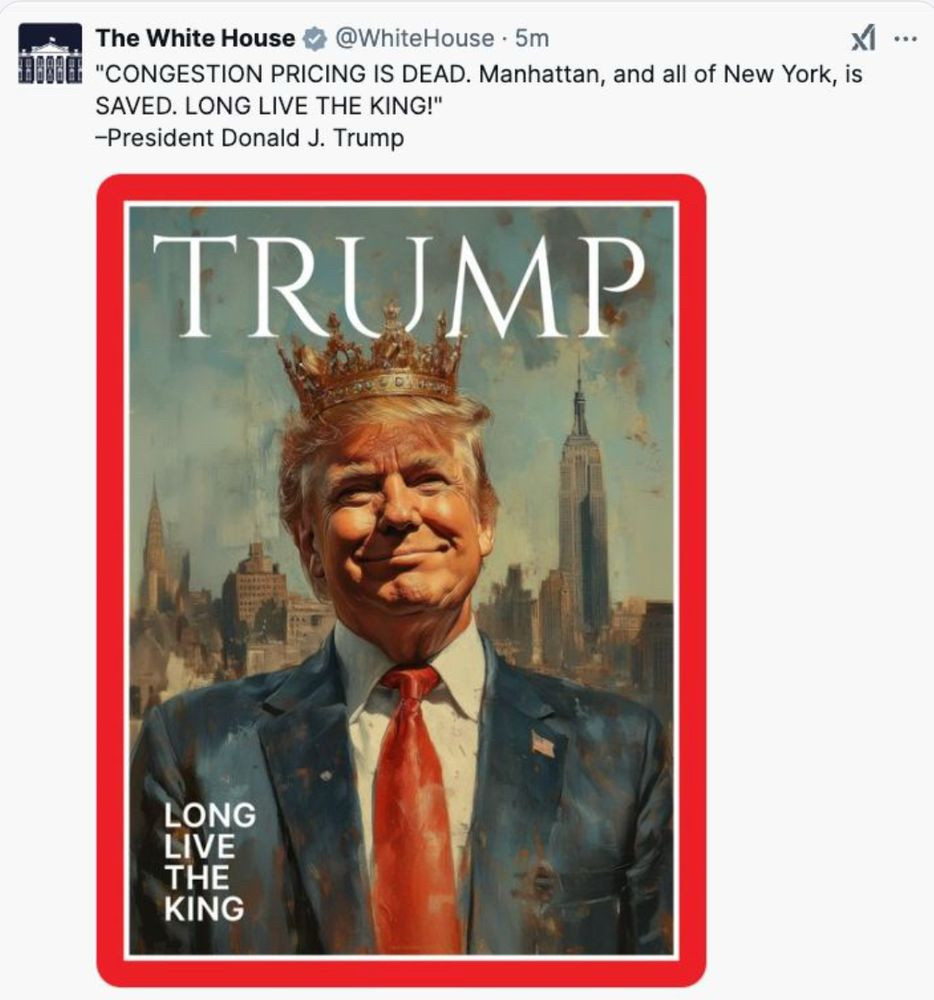 The White House @WhiteHouse · 5m
"CONGESTION PRICING IS DEAD. Manhattan, and all of New York, is
SAVED. LONG LIVE THE KING!"
–President Donald J. Trump
TRUMP
LONG
LIVE
THE
KING